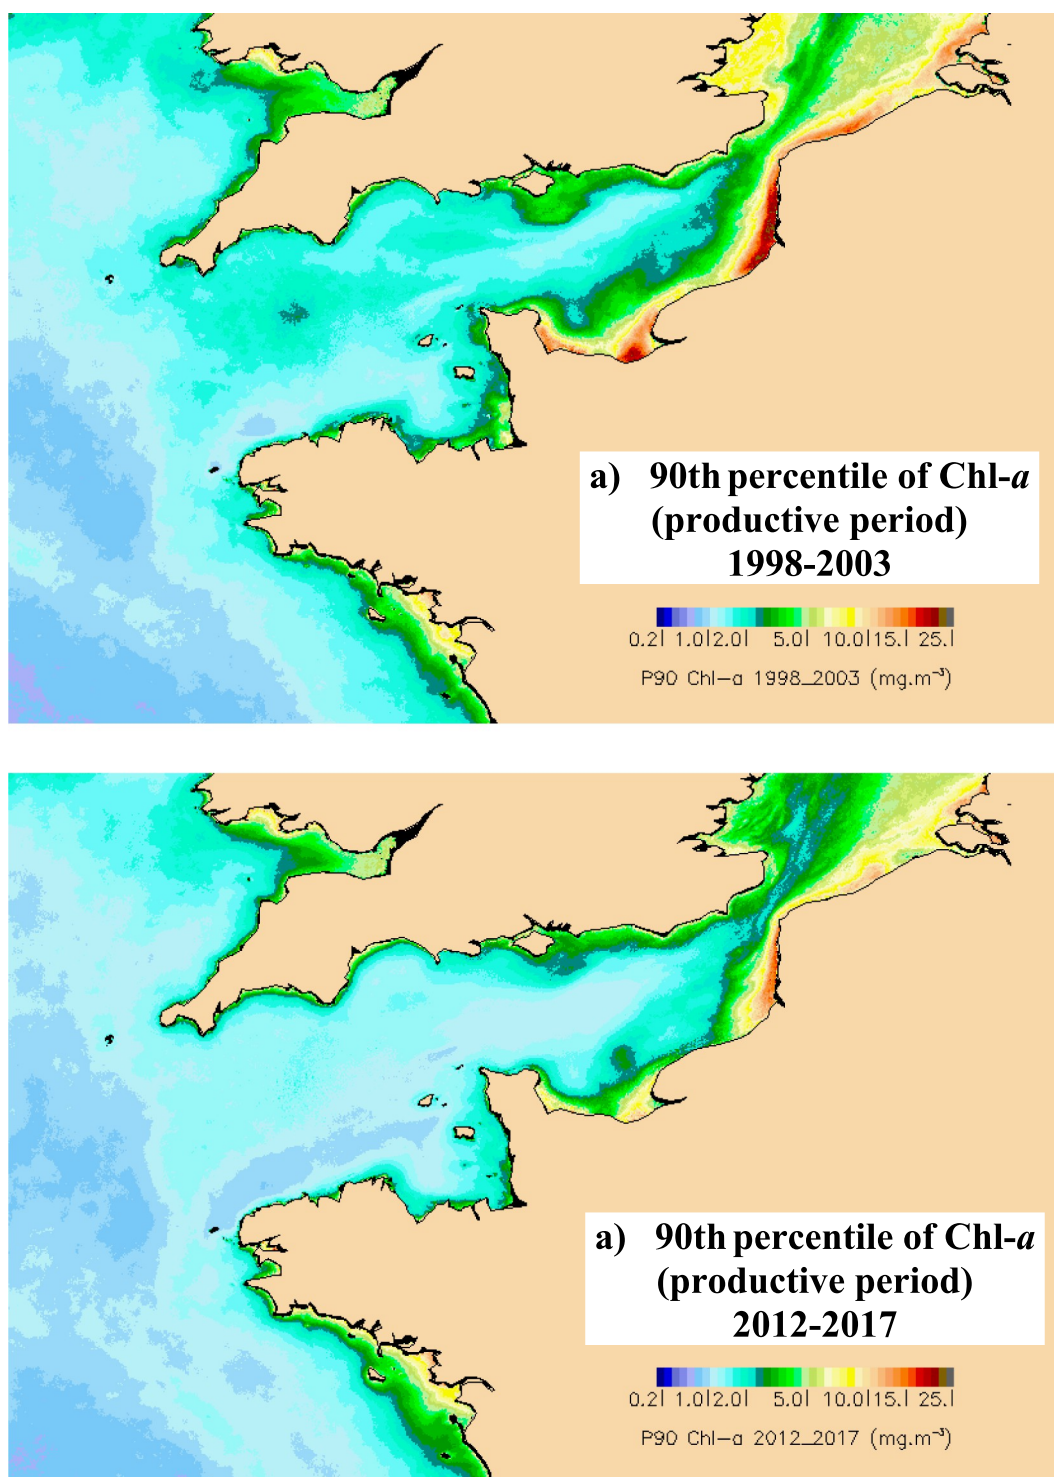 a) 90th percentile of Chl-a
(productive period)
1998-2003
0.2| 1.0|2.0| 5.0| 10.0|15.| 25.|
P90 Chl-a 1998_2003 (mg.m⁻³)
a) 90th percentile of Chl-a
(productive period)
2012-2017
0.2| 1.0|2.0| 5.0| 10.0|15.| 25.|
P90 Chl-a 2012_2017 (mg.m⁻³)